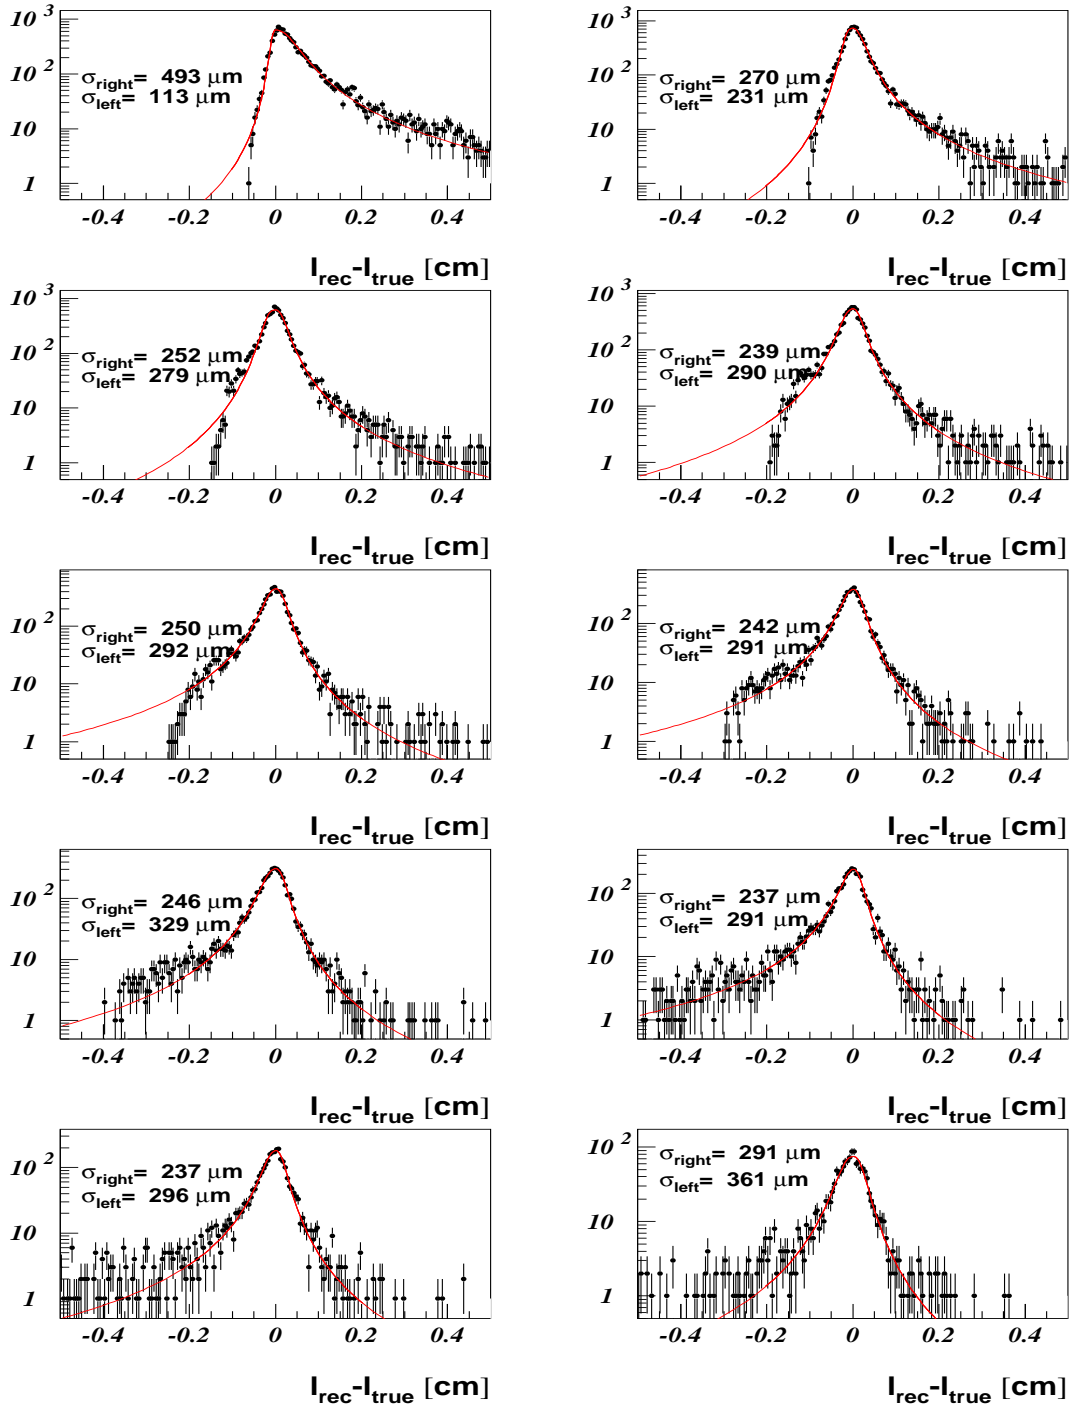 10³
10²
10
1
σright= 493 μm
σleft= 113 μm
-0.4 -0.2 0 0.2 0.4
lrec-ltrue [cm]
10³
10²
10
1
σright= 270 μm
σleft= 231 μm
-0.4 -0.2 0 0.2 0.4
lrec-ltrue [cm]
10³
10²
10
1
σright= 252 μm
σleft= 279 μm
-0.4 -0.2 0 0.2 0.4
lrec-ltrue [cm]
10³
10²
10
1
σright= 239 μm
σleft= 290 μm
-0.4 -0.2 0 0.2 0.4
lrec-ltrue [cm]
10²
10
1
σright= 250 μm
σleft= 292 μm
-0.4 -0.2 0 0.2 0.4
lrec-ltrue [cm]
10²
10
1
σright= 242 μm
σleft= 291 μm
-0.4 -0.2 0 0.2 0.4
lrec-ltrue [cm]
10²
10
1
σright= 246 μm
σleft= 329 μm
-0.4 -0.2 0 0.2 0.4
lrec-ltrue [cm]
10²
10
1
σright= 237 μm
σleft= 291 μm
-0.4 -0.2 0 0.2 0.4
lrec-ltrue [cm]
10²
10
1
σright= 237 μm
σleft= 296 μm
-0.4 -0.2 0 0.2 0.4
lrec-ltrue [cm]
10²
10
1
σright= 291 μm
σleft= 361 μm
-0.4 -0.2 0 0.2 0.4
lrec-ltrue [cm]